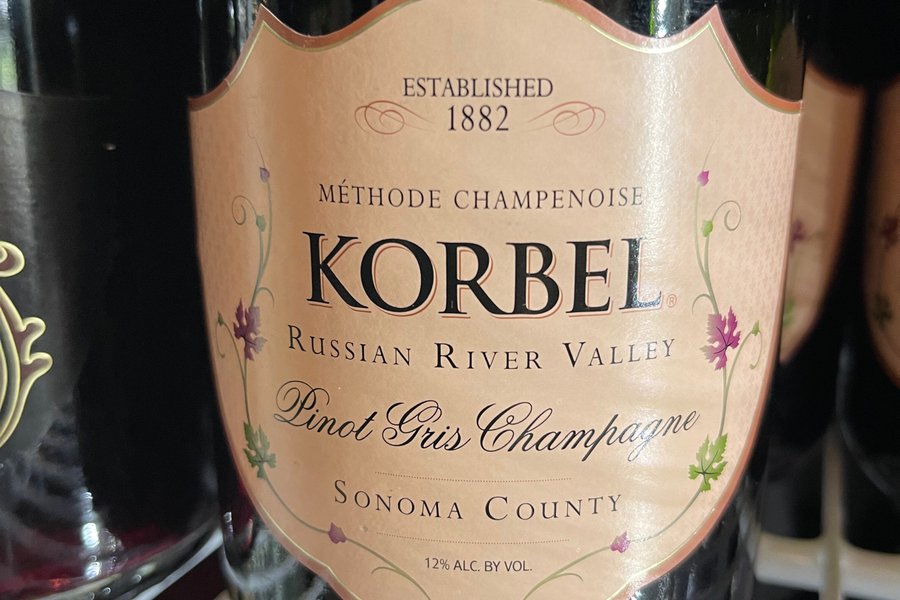 ESTABLISHED
1882
MÉTHODE CHAMPENOISE
KORBEL®
RUSSIAN RIVER VALLEY
Pinot Gris Champagne
SONOMA COUNTY
12% ALC. BY VOL.